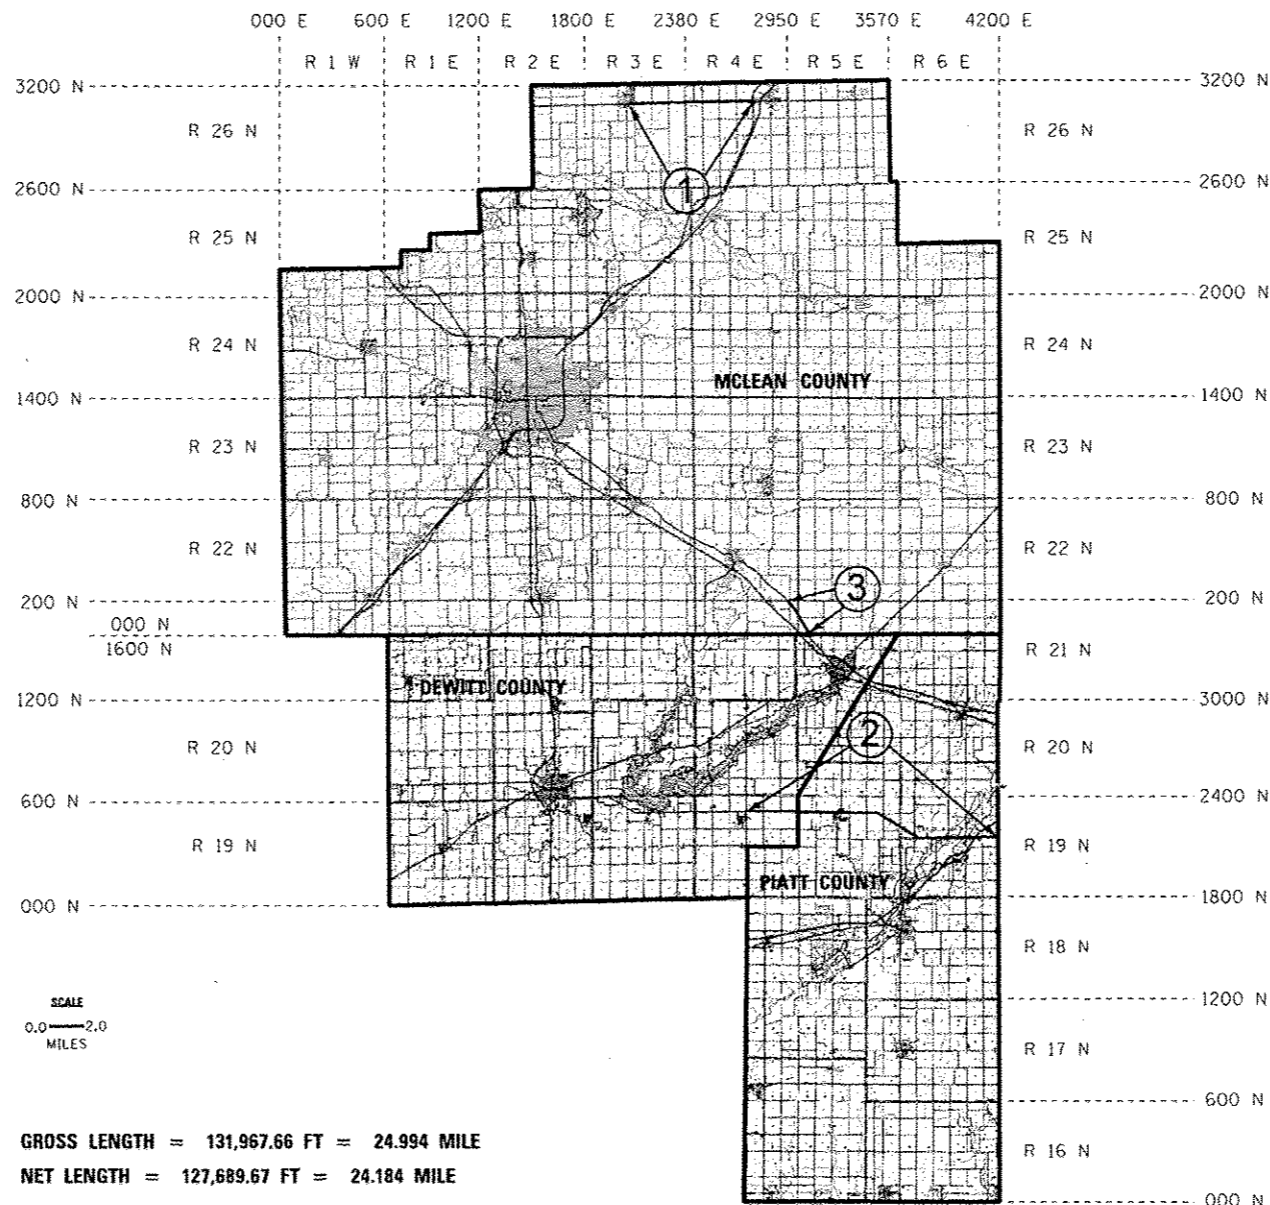 000 E 600 E 1200 E 1800 E 2380 E 2950 E 3570 E 4200 E
R 1 W R 1 E R 2 E R 3 E R 4 E R 5 E R 6 E
3200 N 3200 N
R 26 N R 26 N
1
2600 N 2600 N
R 25 N R 25 N
2000 N 2000 N
R 24 N R 24 N
MCLEAN COUNTY
1400 N 1400 N
R 23 N R 23 N
800 N 800 N
R 22 N R 22 N
3
200 N 200 N
000 N
1600 N R 21 N
DEWITT COUNTY
1200 N 3000 N
2
R 20 N R 20 N
600 N 2400 N
R 19 N R 19 N
PIATT COUNTY
000 N 1800 N
R 18 N
SCALE
0.0 2.0
MILES
1200 N
R 17 N
600 N
GROSS LENGTH = 131,967.66 FT = 24.994 MILE
R 16 N
NET LENGTH = 127,689.67 FT = 24.184 MILE
000 N